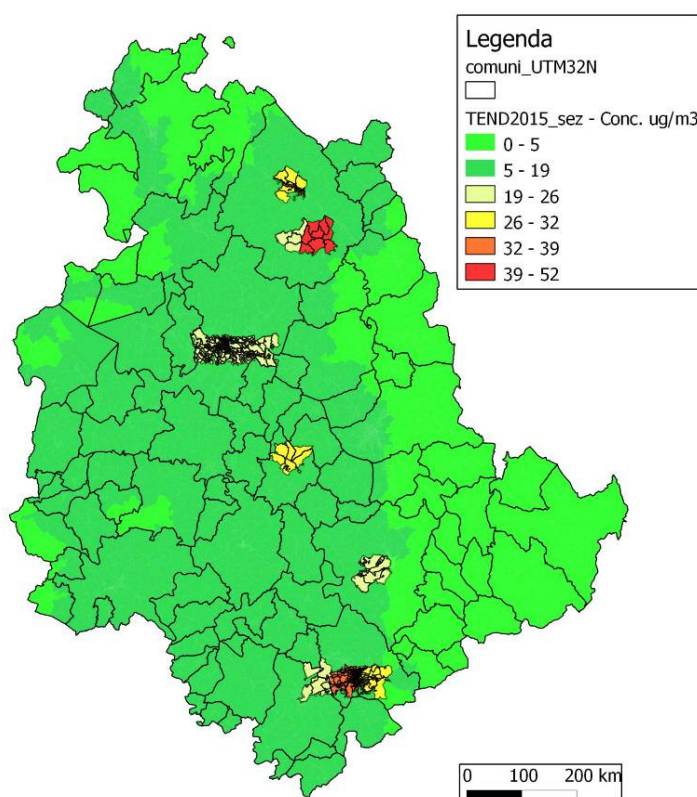 Legenda
comuni_UTM32N
TEND2015_sez - Conc. ug/m3
0 - 5
5 - 19
19 - 26
26 - 32
32 - 39
39 - 52
0 100 200 km